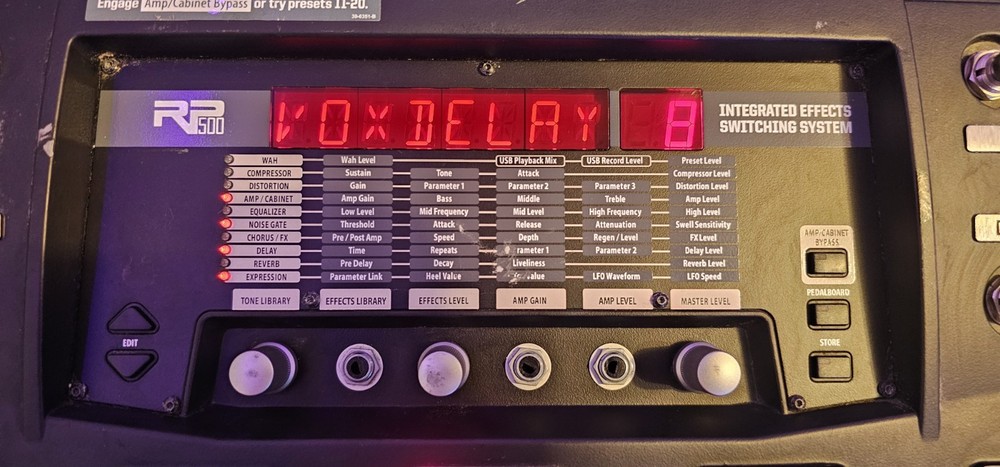 Engage Amp/Cabinet Bypass or try presets 11-20.
RP500
VOXDELAY 8
INTEGRATED EFFECTS
SWITCHING SYSTEM
WAH Wah Level USB Playback Mix USB Record Level Preset Level
COMPRESSOR Sustain Tone Attack Compressor Level
DISTORTION Gain Parameter 1 Parameter 2 Parameter 3 Distortion Level
AMP / CABINET Amp Gain Bass Middle Treble Amp Level
EQUALIZER Low Level Mid Frequency Mid Level High Frequency High Level
NOISE GATE Threshold Attack Release Attenuation Swell Sensitivity
CHORUS / FX Pre / Post Amp Speed Depth Regen / Level FX Level
DELAY Time Repeats rameter 1 Parameter 2 Delay Level
REVERB Pre Delay Decay Liveliness Reverb Level
EXPRESSION Parameter Link Heel Value Value LFO Waveform LFO Speed
TONE LIBRARY EFFECTS LIBRARY EFFECTS LEVEL AMP GAIN AMP LEVEL MASTER LEVEL
EDIT
AMP/CABINET
BYPASS
PEDALBOARD
STORE